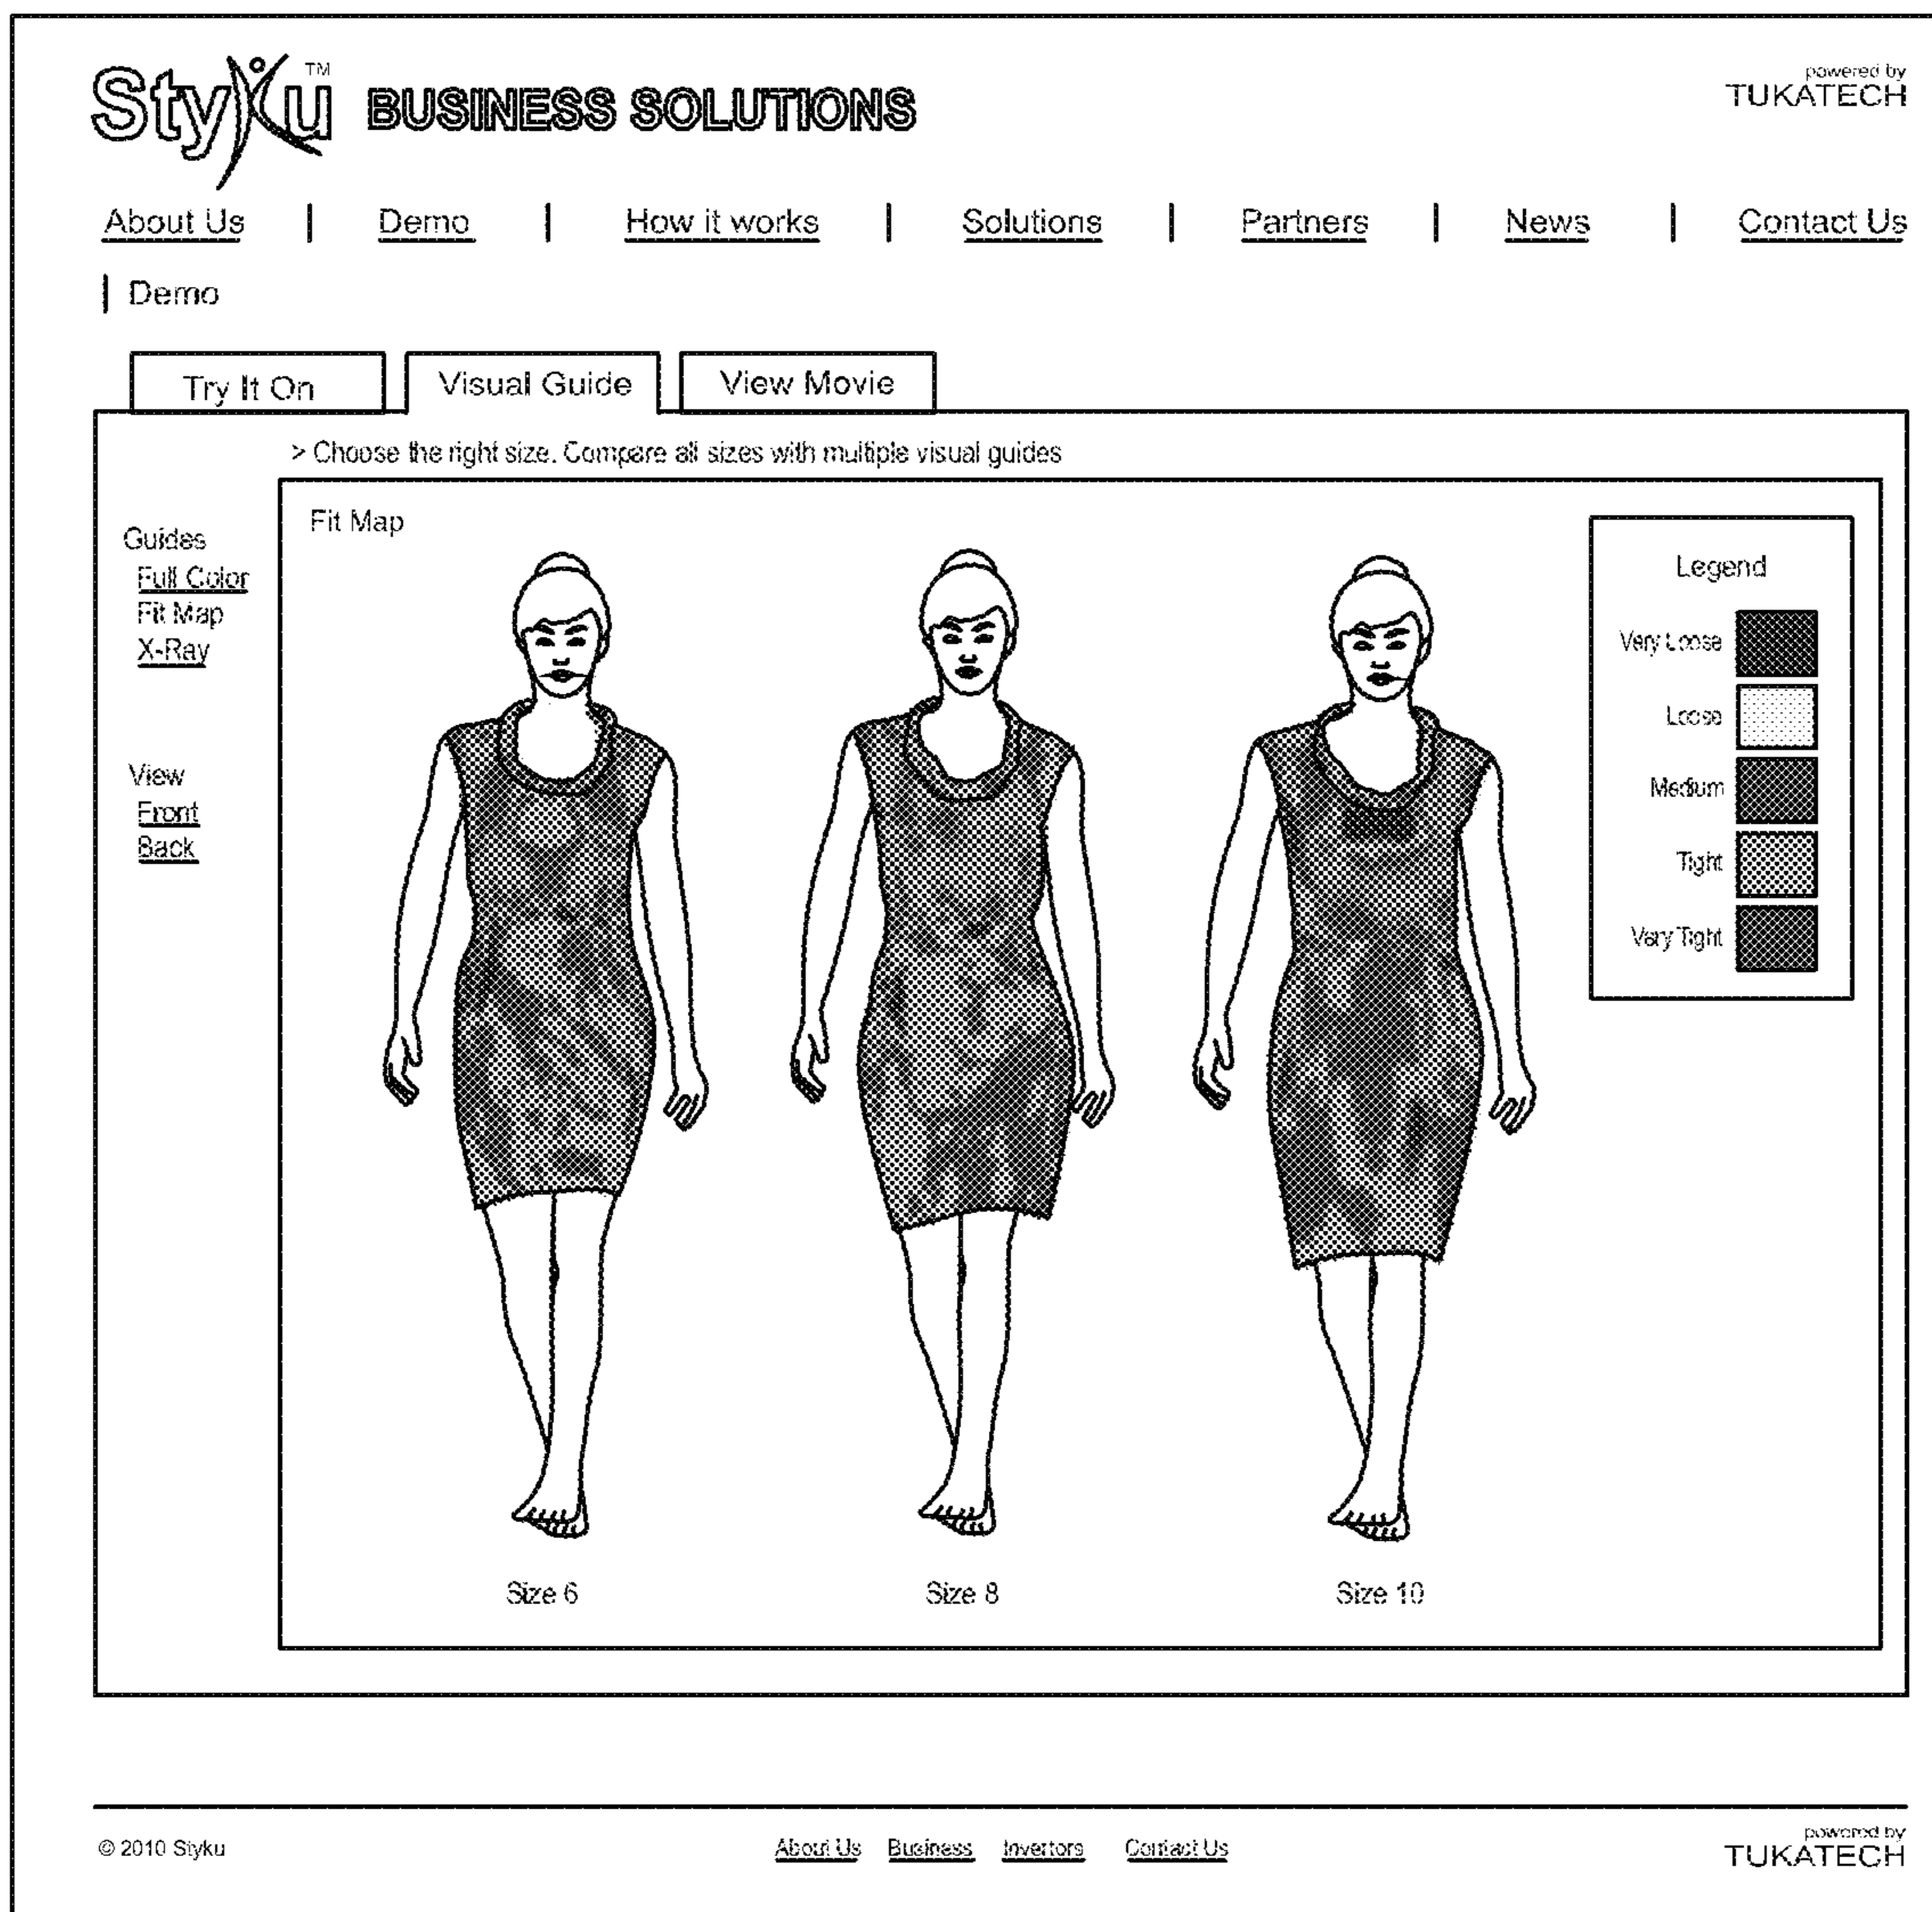 Styku™ BUSINESS SOLUTIONS
powered by
TUKATECH
About Us | Demo | How it works | Solutions | Partners | News | Contact Us
| Demo
Try It On
Visual Guide
View Movie
> Choose the right size. Compare all sizes with multiple visual guides
Guides
Full Color
Fit Map
X-Ray
View
Front
Back
Fit Map
Legend
Very Loose
Loose
Medium
Tight
Very Tight
Size 6
Size 8
Size 10
© 2010 Styku
About Us Business Invertors Contact Us
powered by
TUKATECH